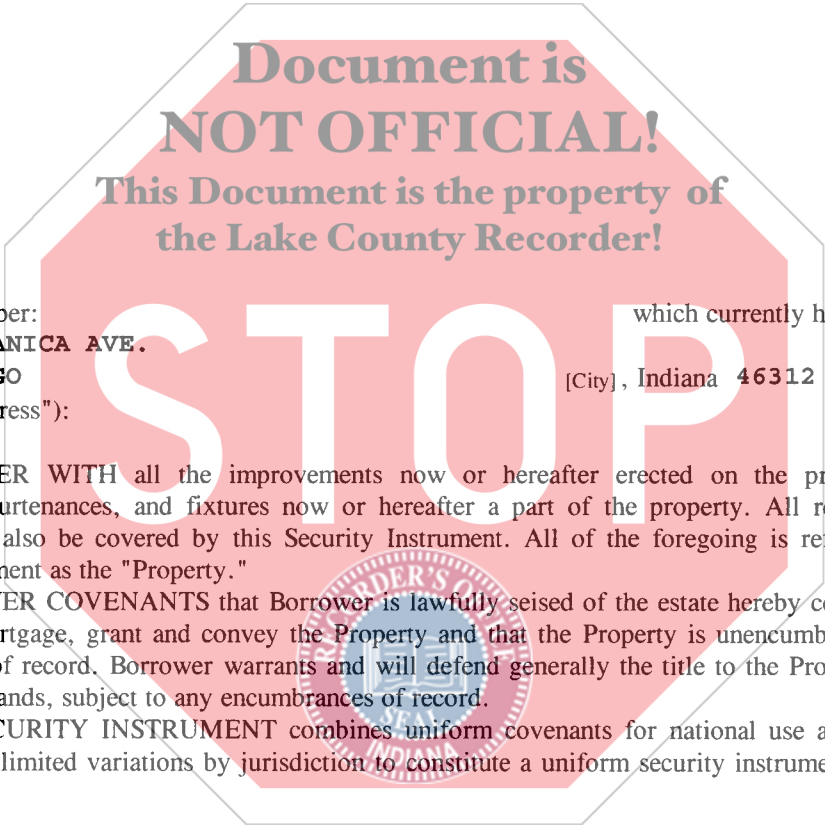 Document is
NOT OFFICIAL!
This Document is the property of
the Lake County Recorder!
STOP
ber: which currently h
ANICA AVE.
GO [City], Indiana 46312
ress"):
ER WITH all the improvements now or hereafter erected on the pr
urtenances, and fixtures now or hereafter a part of the property. All r
also be covered by this Security Instrument. All of the foregoing is re
ment as the "Property."
ER COVENANTS that Borrower is lawfully seised of the estate hereby c
rtgage, grant and convey the Property and that the Property is unencumb
of record. Borrower warrants and will defend generally the title to the Pro
ands, subject to any encumbrances of record.
CURITY INSTRUMENT combines uniform covenants for national use a
limited variations by jurisdiction to constitute a uniform security instrume
RECORDER'S OFFICE
SEAL
INDIANA